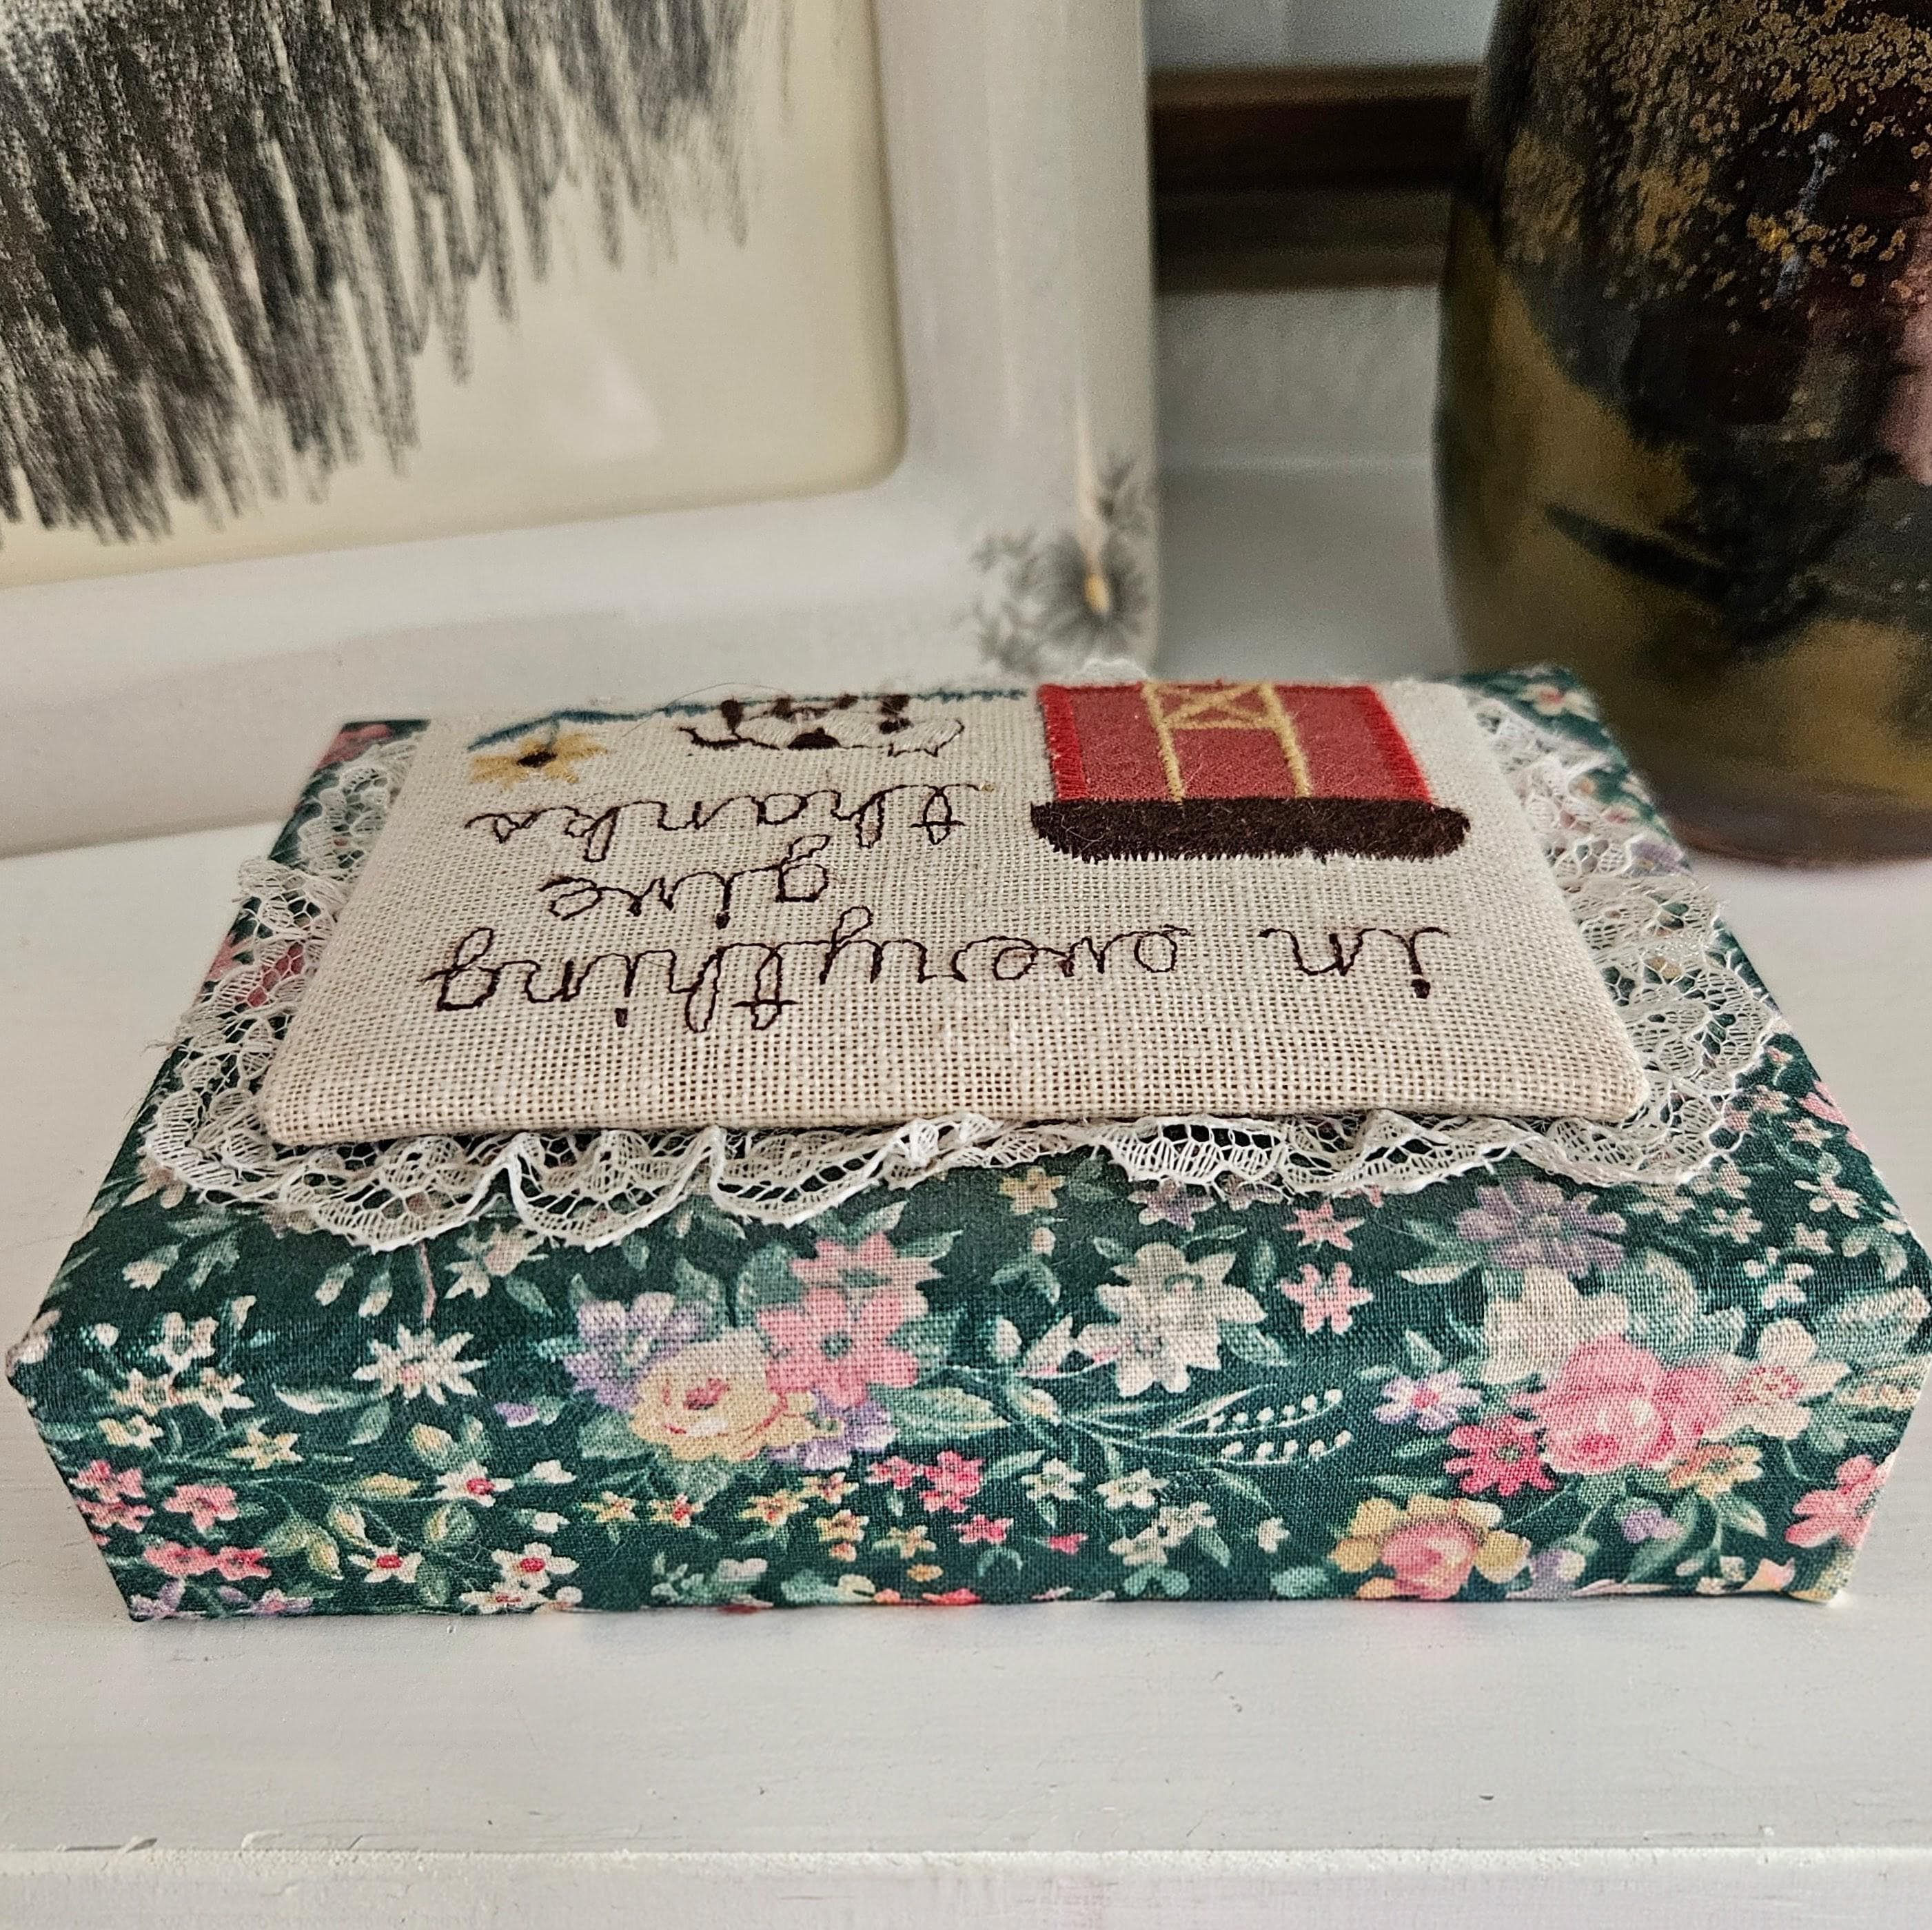 in everything
give
thanks